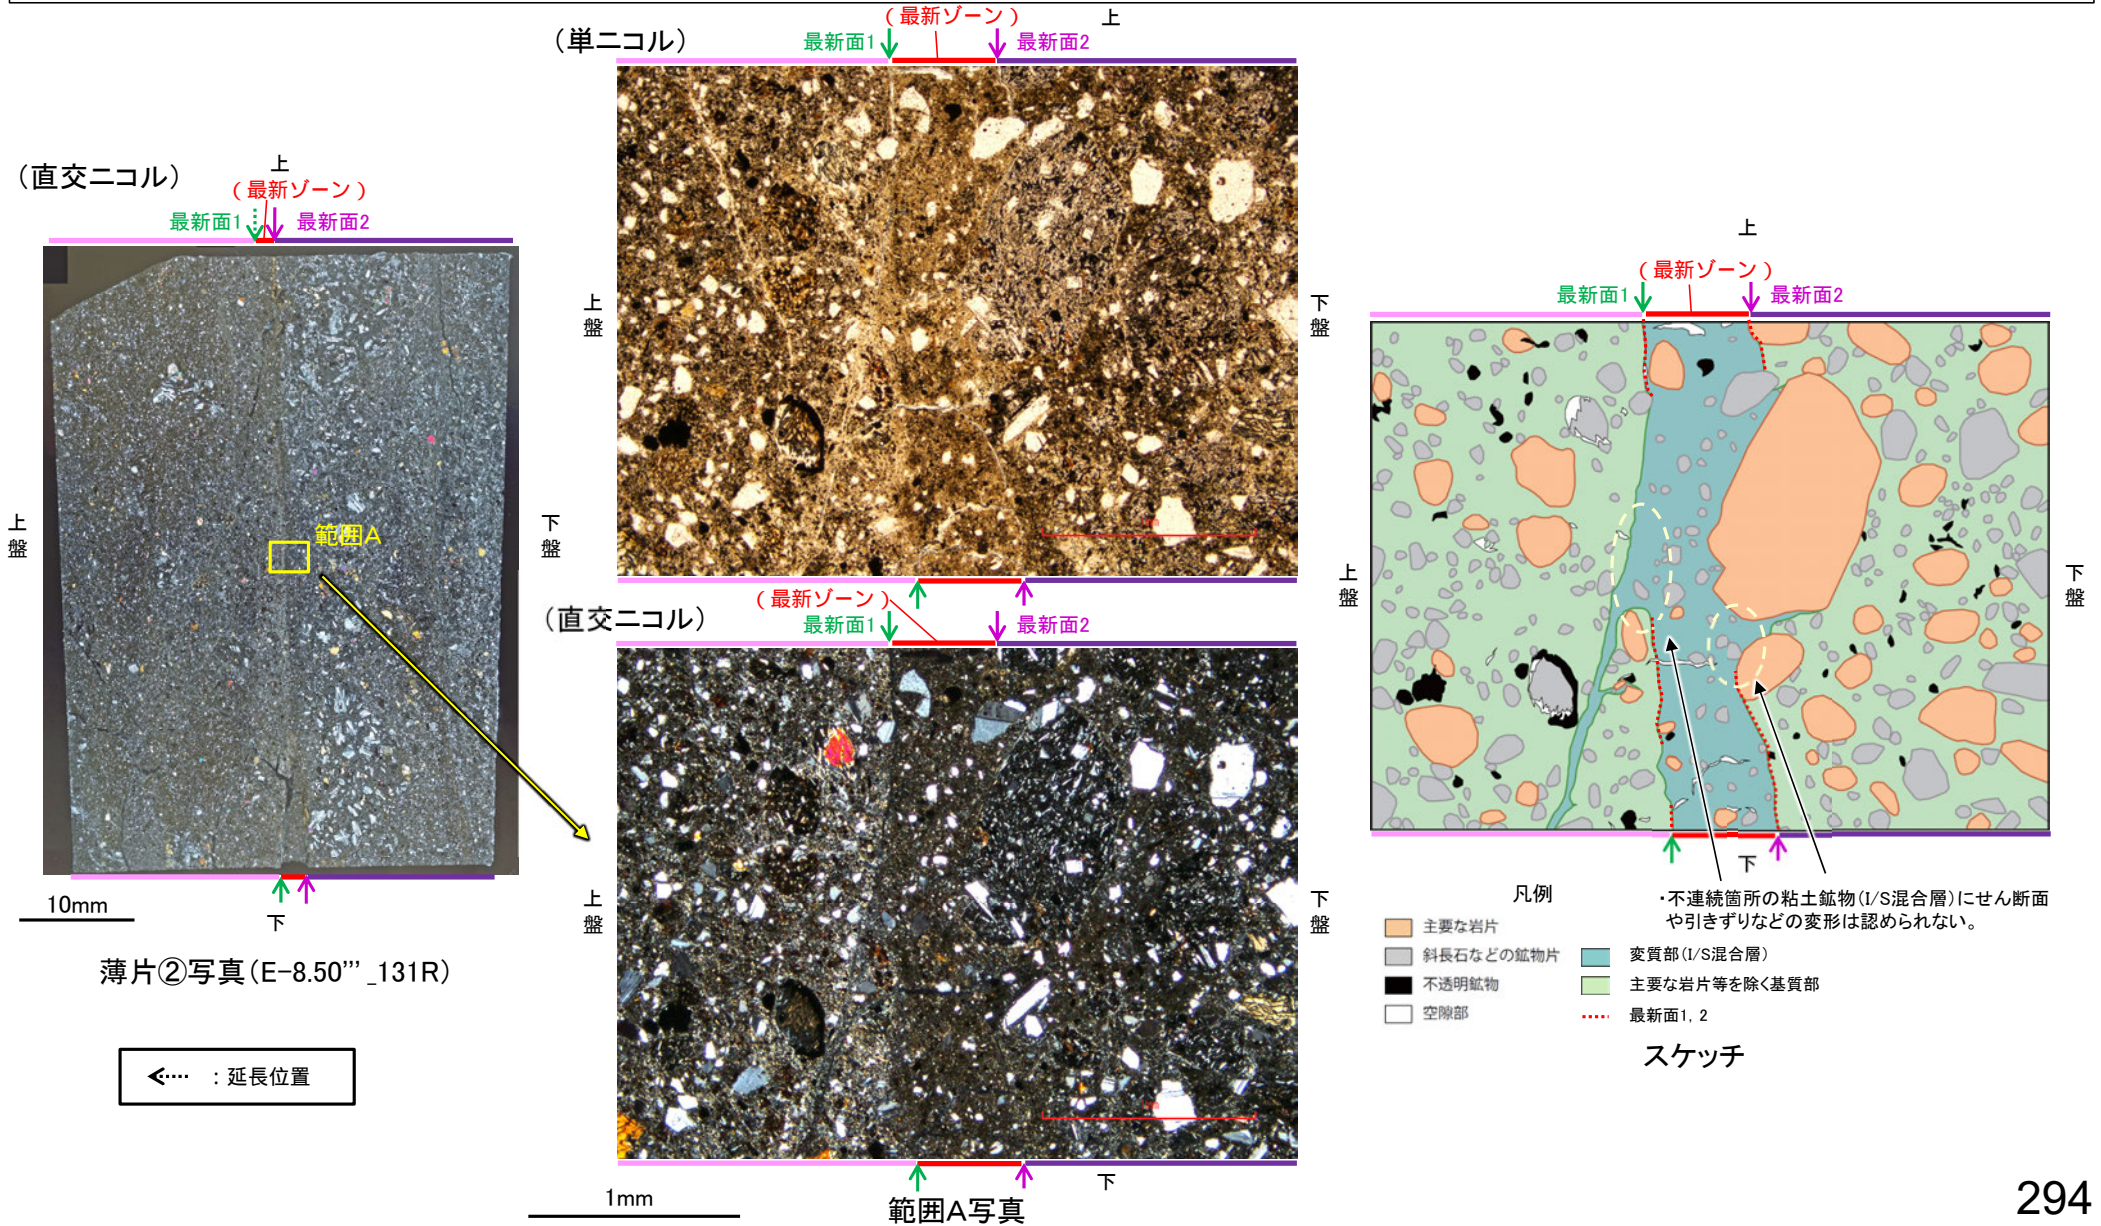 (単ニコル)
(最新ゾーン)
上
最新面1
最新面2
上盤
下盤
1mm
(直交ニコル)
上
(最新ゾーン)
最新面1
最新面2
上盤
下盤
範囲A
下
10mm
薄片②写真(E-8.50’’’_131R)
：延長位置
(直交ニコル)
(最新ゾーン)
最新面1
最新面2
上盤
下盤
1mm
下
1mm
範囲A写真
上
(最新ゾーン)
最新面1
最新面2
上盤
下盤
下
・不連続箇所の粘土鉱物(I/S混合層)にせん断面
や引きずりなどの変形は認められない。
凡例
主要な岩片
斜長石などの鉱物片
不透明鉱物
空隙部
変質部(I/S混合層)
主要な岩片等を除く基質部
最新面1, 2
スケッチ
294